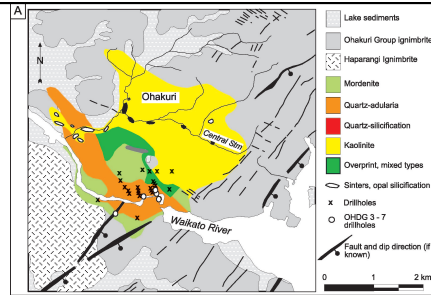 A
N
Ohakuri
Central Stm
Waikato River
Lake sediments
Ohakuri Group Ignimbrite
Haparangi Ignimbrite
Mordenite
Quartz-adularia
Quartz-silicification
Kaolinite
Overprint, mixed types
Sinters, opal silicification
x Drillholes
OHDG 3 - 7
drillholes
Fault and dip direction (if
known)
0 1 2 km